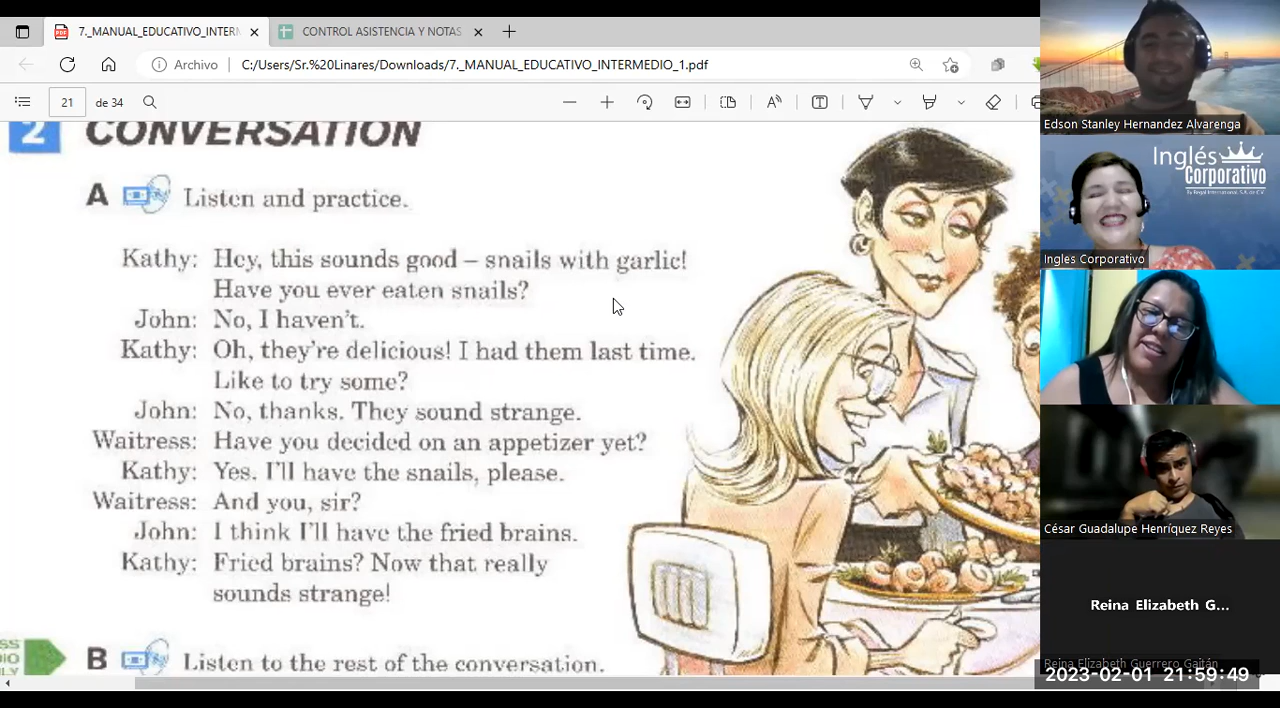 7._MANUAL_EDUCATIVO_INTERN
CONTROL ASISTENCIA Y NOTAS
Archivo
C:/Users/Sr.%20Linares/Downloads/7._MANUAL_EDUCATIVO_INTERMEDIO_1.pdf
21
de 34
2 CONVERSATION
A Listen and practice.
Kathy: Hey, this sounds good – snails with garlic!
Have you ever eaten snails?
John: No, I haven't.
Kathy: Oh, they're delicious! I had them last time.
Like to try some?
John: No, thanks. They sound strange.
Waitress: Have you decided on an appetizer yet?
Kathy: Yes. I'll have the snails, please.
Waitress: And you, sir?
John: I think I'll have the fried brains.
Kathy: Fried brains? Now that really
sounds strange!
B Listen to the rest of the conversation.
Edson Stanley Hernandez Alvarenga
Inglés
Corporativo
By Regal International, S.A. de C.V.
Ingles Corporativo
César Guadalupe Henríquez Reyes
Reina Elizabeth G...
Reina Elizabeth Guerrero Gaitán
2023-02-01 21:59:49